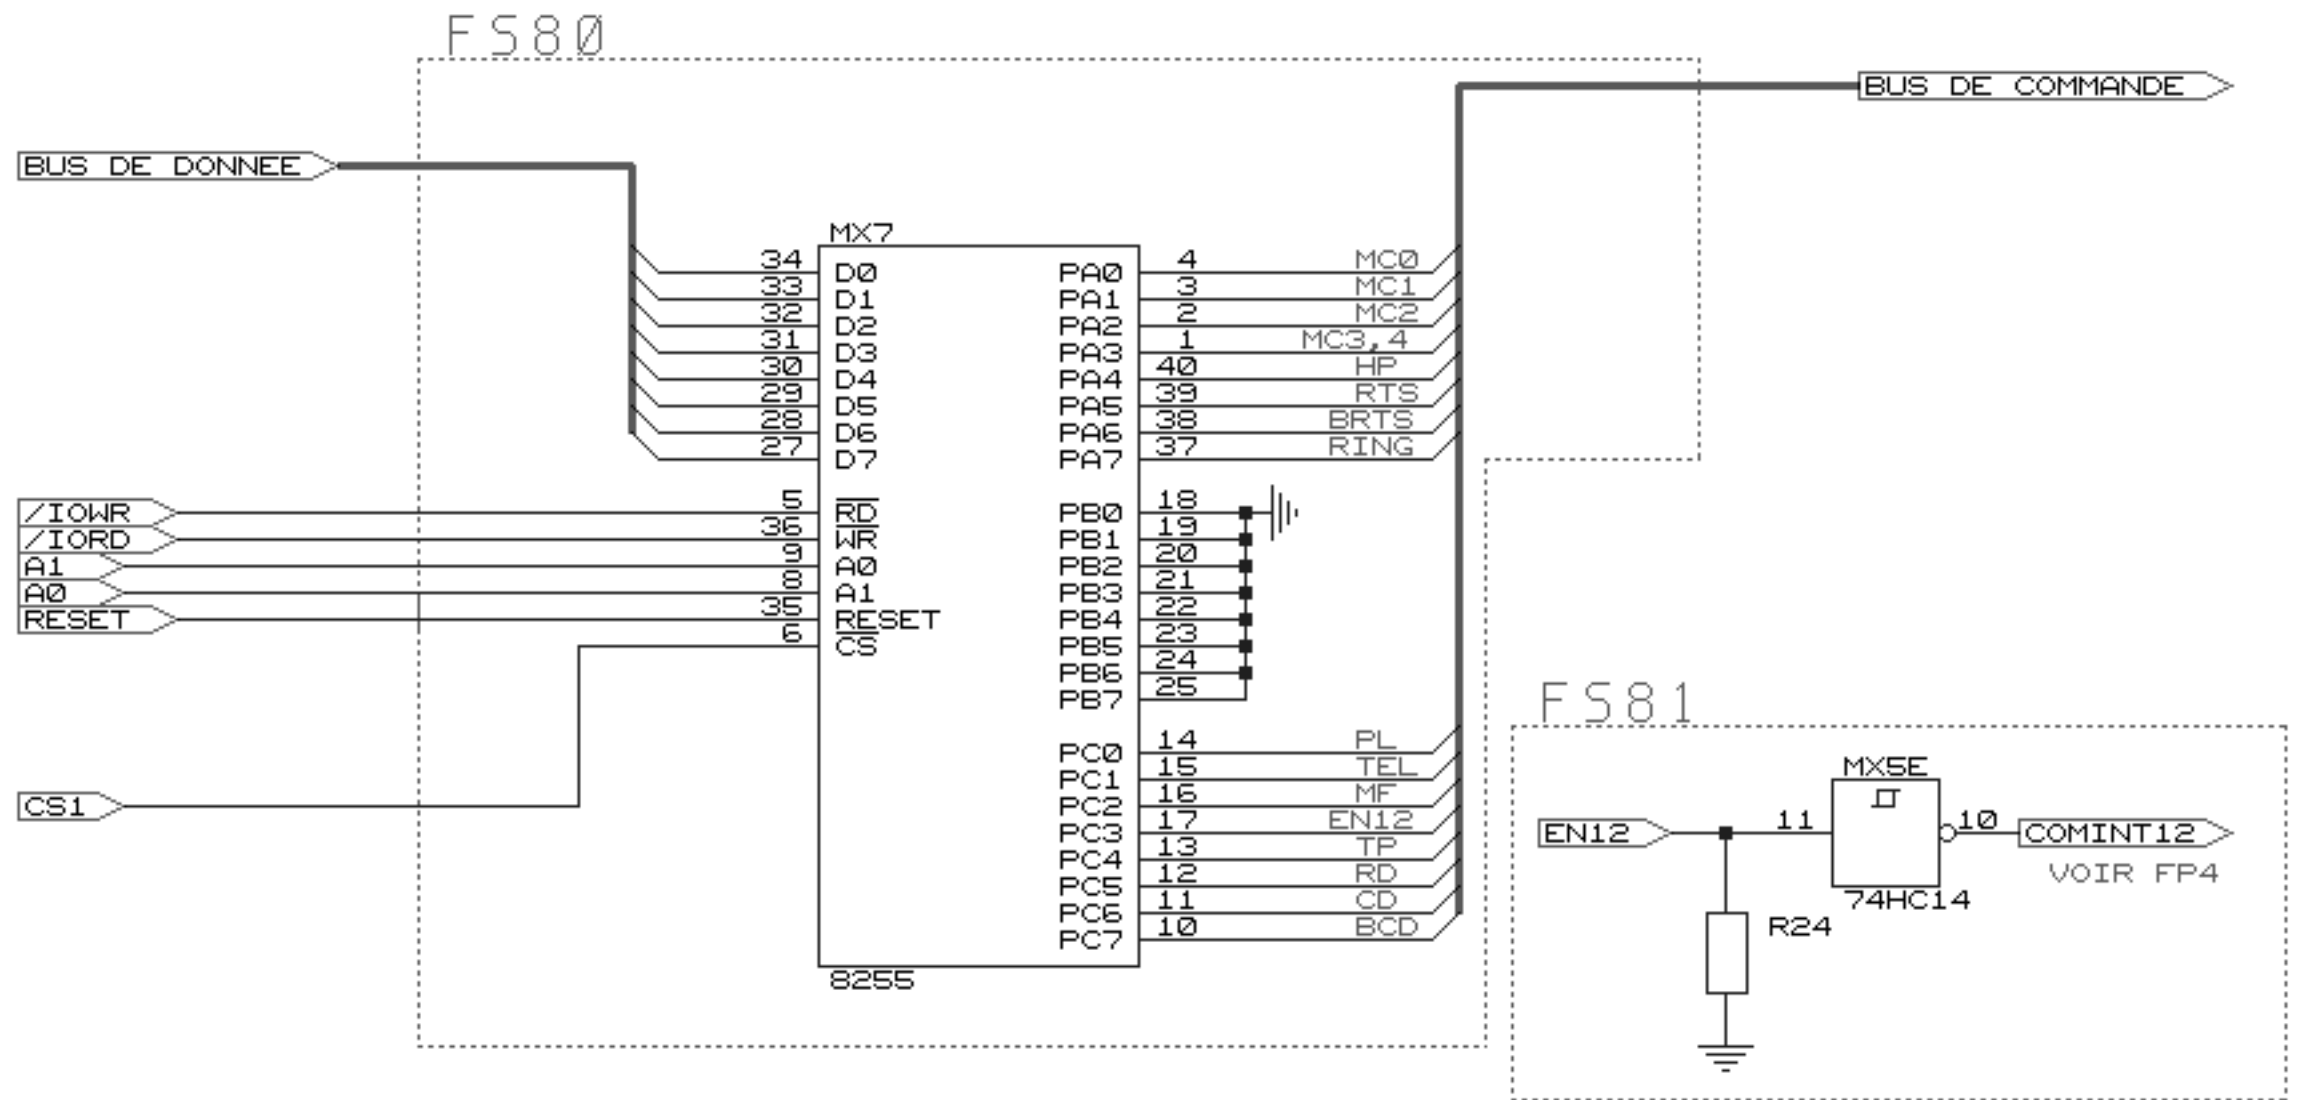 FS80
BUS DE COMMANDE
BUS DE DONNEE
MX7
34 D0 PA0 4 MC0
33 D1 PA1 3 MC1
32 D2 PA2 2 MC2
31 D3 PA3 1 MC3,4
30 D4 PA4 40 HP
29 D5 PA5 39 RTS
28 D6 PA6 38 BRTS
27 D7 PA7 37 RING
/IOWR 5 RD PB0 18
/IORD 36 WR PB1 19
A1 9 A0 PB2 20
A0 8 A1 PB3 21
RESET 35 RESET PB4 22
6 CS PB5 23
PB6 24
PB7 25
PC0 14 PL
PC1 15 TEL
CS1 PC2 16 MF
PC3 17 EN12
PC4 13 TP
PC5 12 RD
PC6 11 CD
PC7 10 BCD
8255
FS81
MX5E
EN12 11 10 COMINT12
VOIR FP4
74HC14
R24